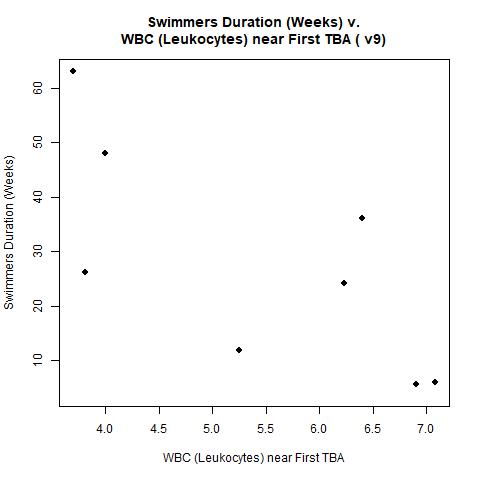 Swimmers Duration (Weeks) v.
WBC (Leukocytes) near First TBA ( v9)
Swimmers Duration (Weeks)
60
50
40
30
20
10
4.0 4.5 5.0 5.5 6.0 6.5 7.0
WBC (Leukocytes) near First TBA